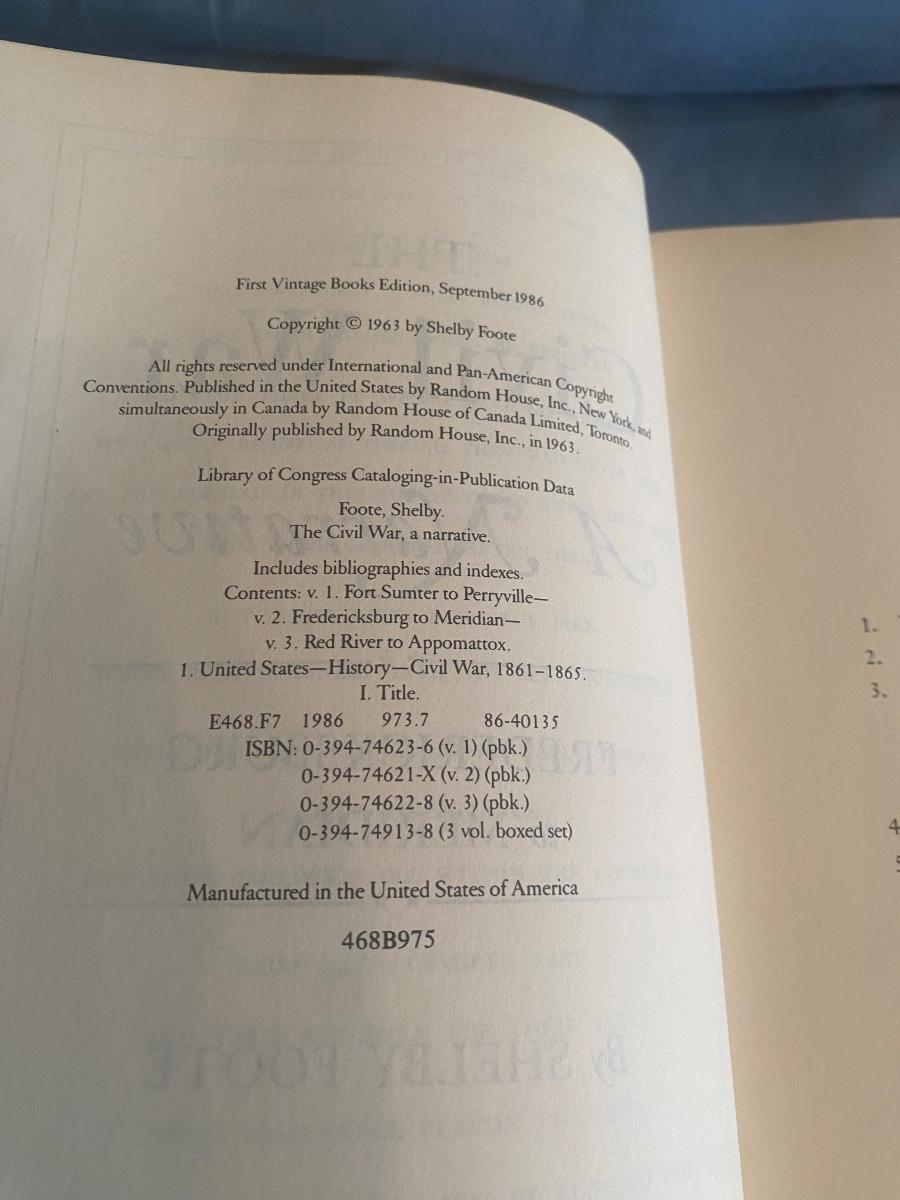 First Vintage Books Edition, September 1986
Copyright © 1963 by Shelby Foote
All rights reserved under International and Pan-American Copyright
Conventions. Published in the United States by Random House, Inc., New York, and
simultaneously in Canada by Random House of Canada Limited, Toronto.
Originally published by Random House, Inc., in 1963.
Library of Congress Cataloging-in-Publication Data
Foote, Shelby.
The Civil War, a narrative.
Includes bibliographies and indexes.
Contents: v. 1. Fort Sumter to Perryville—
v. 2. Fredericksburg to Meridian—
v. 3. Red River to Appomattox.
1. United States—History—Civil War, 1861–1865.
I. Title.
E468.F7 1986 973.7 86-40135
ISBN: 0-394-74623-6 (v. 1) (pbk.)
0-394-74621-X (v. 2) (pbk.)
0-394-74622-8 (v. 3) (pbk.)
0-394-74913-8 (3 vol. boxed set)
Manufactured in the United States of America
468B975
1.
2.
3.
4